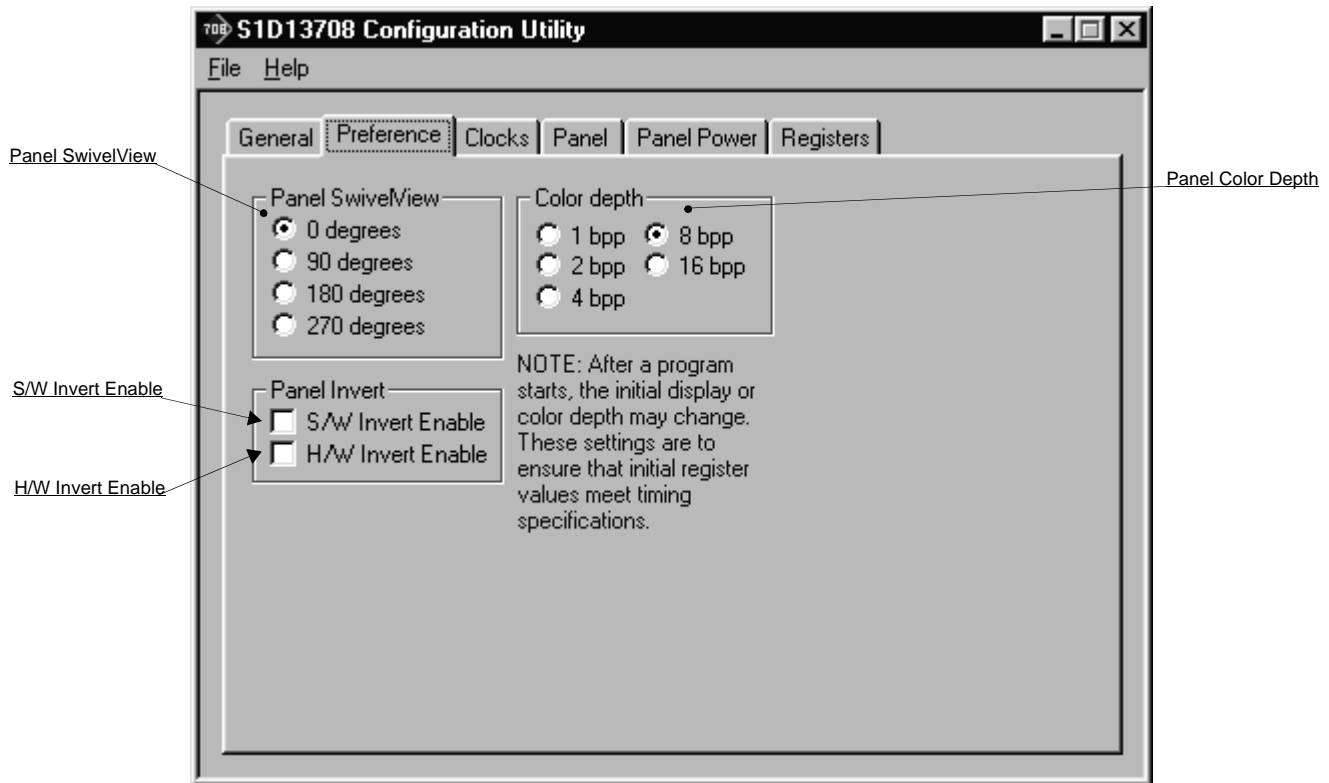 708 S1D13708 Configuration Utility
File Help
General Preference Clocks Panel Panel Power Registers
Panel SwivelView
Panel Color Depth
Panel SwivelView
0 degrees
90 degrees
180 degrees
270 degrees
Color depth
1 bpp 8 bpp
2 bpp 16 bpp
4 bpp
S/W Invert Enable
H/W Invert Enable
Panel Invert
S/W Invert Enable
H/W Invert Enable
NOTE: After a program
starts, the initial display or
color depth may change.
These settings are to
ensure that initial register
values meet timing
specifications.